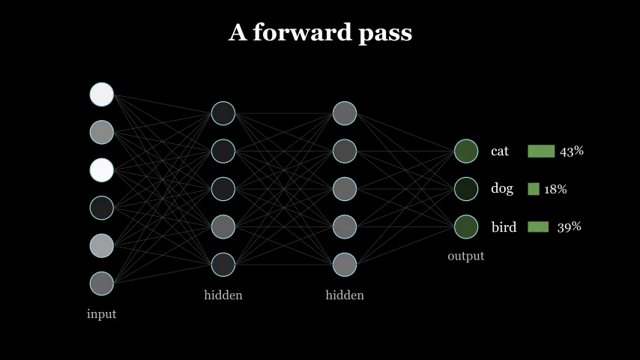 A forward pass
cat 43%
dog 18%
bird 39%
output
hidden hidden
input